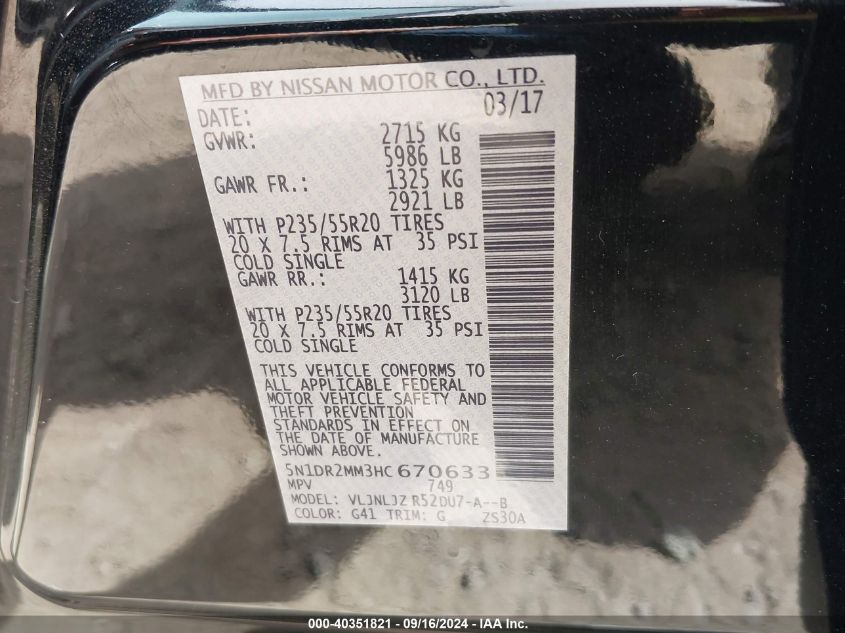 MFD BY NISSAN MOTOR CO., LTD.
DATE: 03/17
GVWR: 2715 KG
5986 LB
GAWR FR.: 1325 KG
2921 LB
WITH P235/55R20 TIRES
20 X 7.5 RIMS AT 35 PSI
COLD SINGLE
GAWR RR.: 1415 KG
3120 LB
WITH P235/55R20 TIRES
20 X 7.5 RIMS AT 35 PSI
COLD SINGLE
THIS VEHICLE CONFORMS TO
ALL APPLICABLE FEDERAL
MOTOR VEHICLE SAFETY AND
THEFT PREVENTION
STANDARDS IN EFFECT ON
THE DATE OF MANUFACTURE
SHOWN ABOVE.
5N1DR2MM3HC670633
MPV 749
MODEL: VLJNLJZ R52DU7-A--B
COLOR: G41 TRIM: G ZS30A
000-40351821 - 09/16/2024 - IAA Inc.